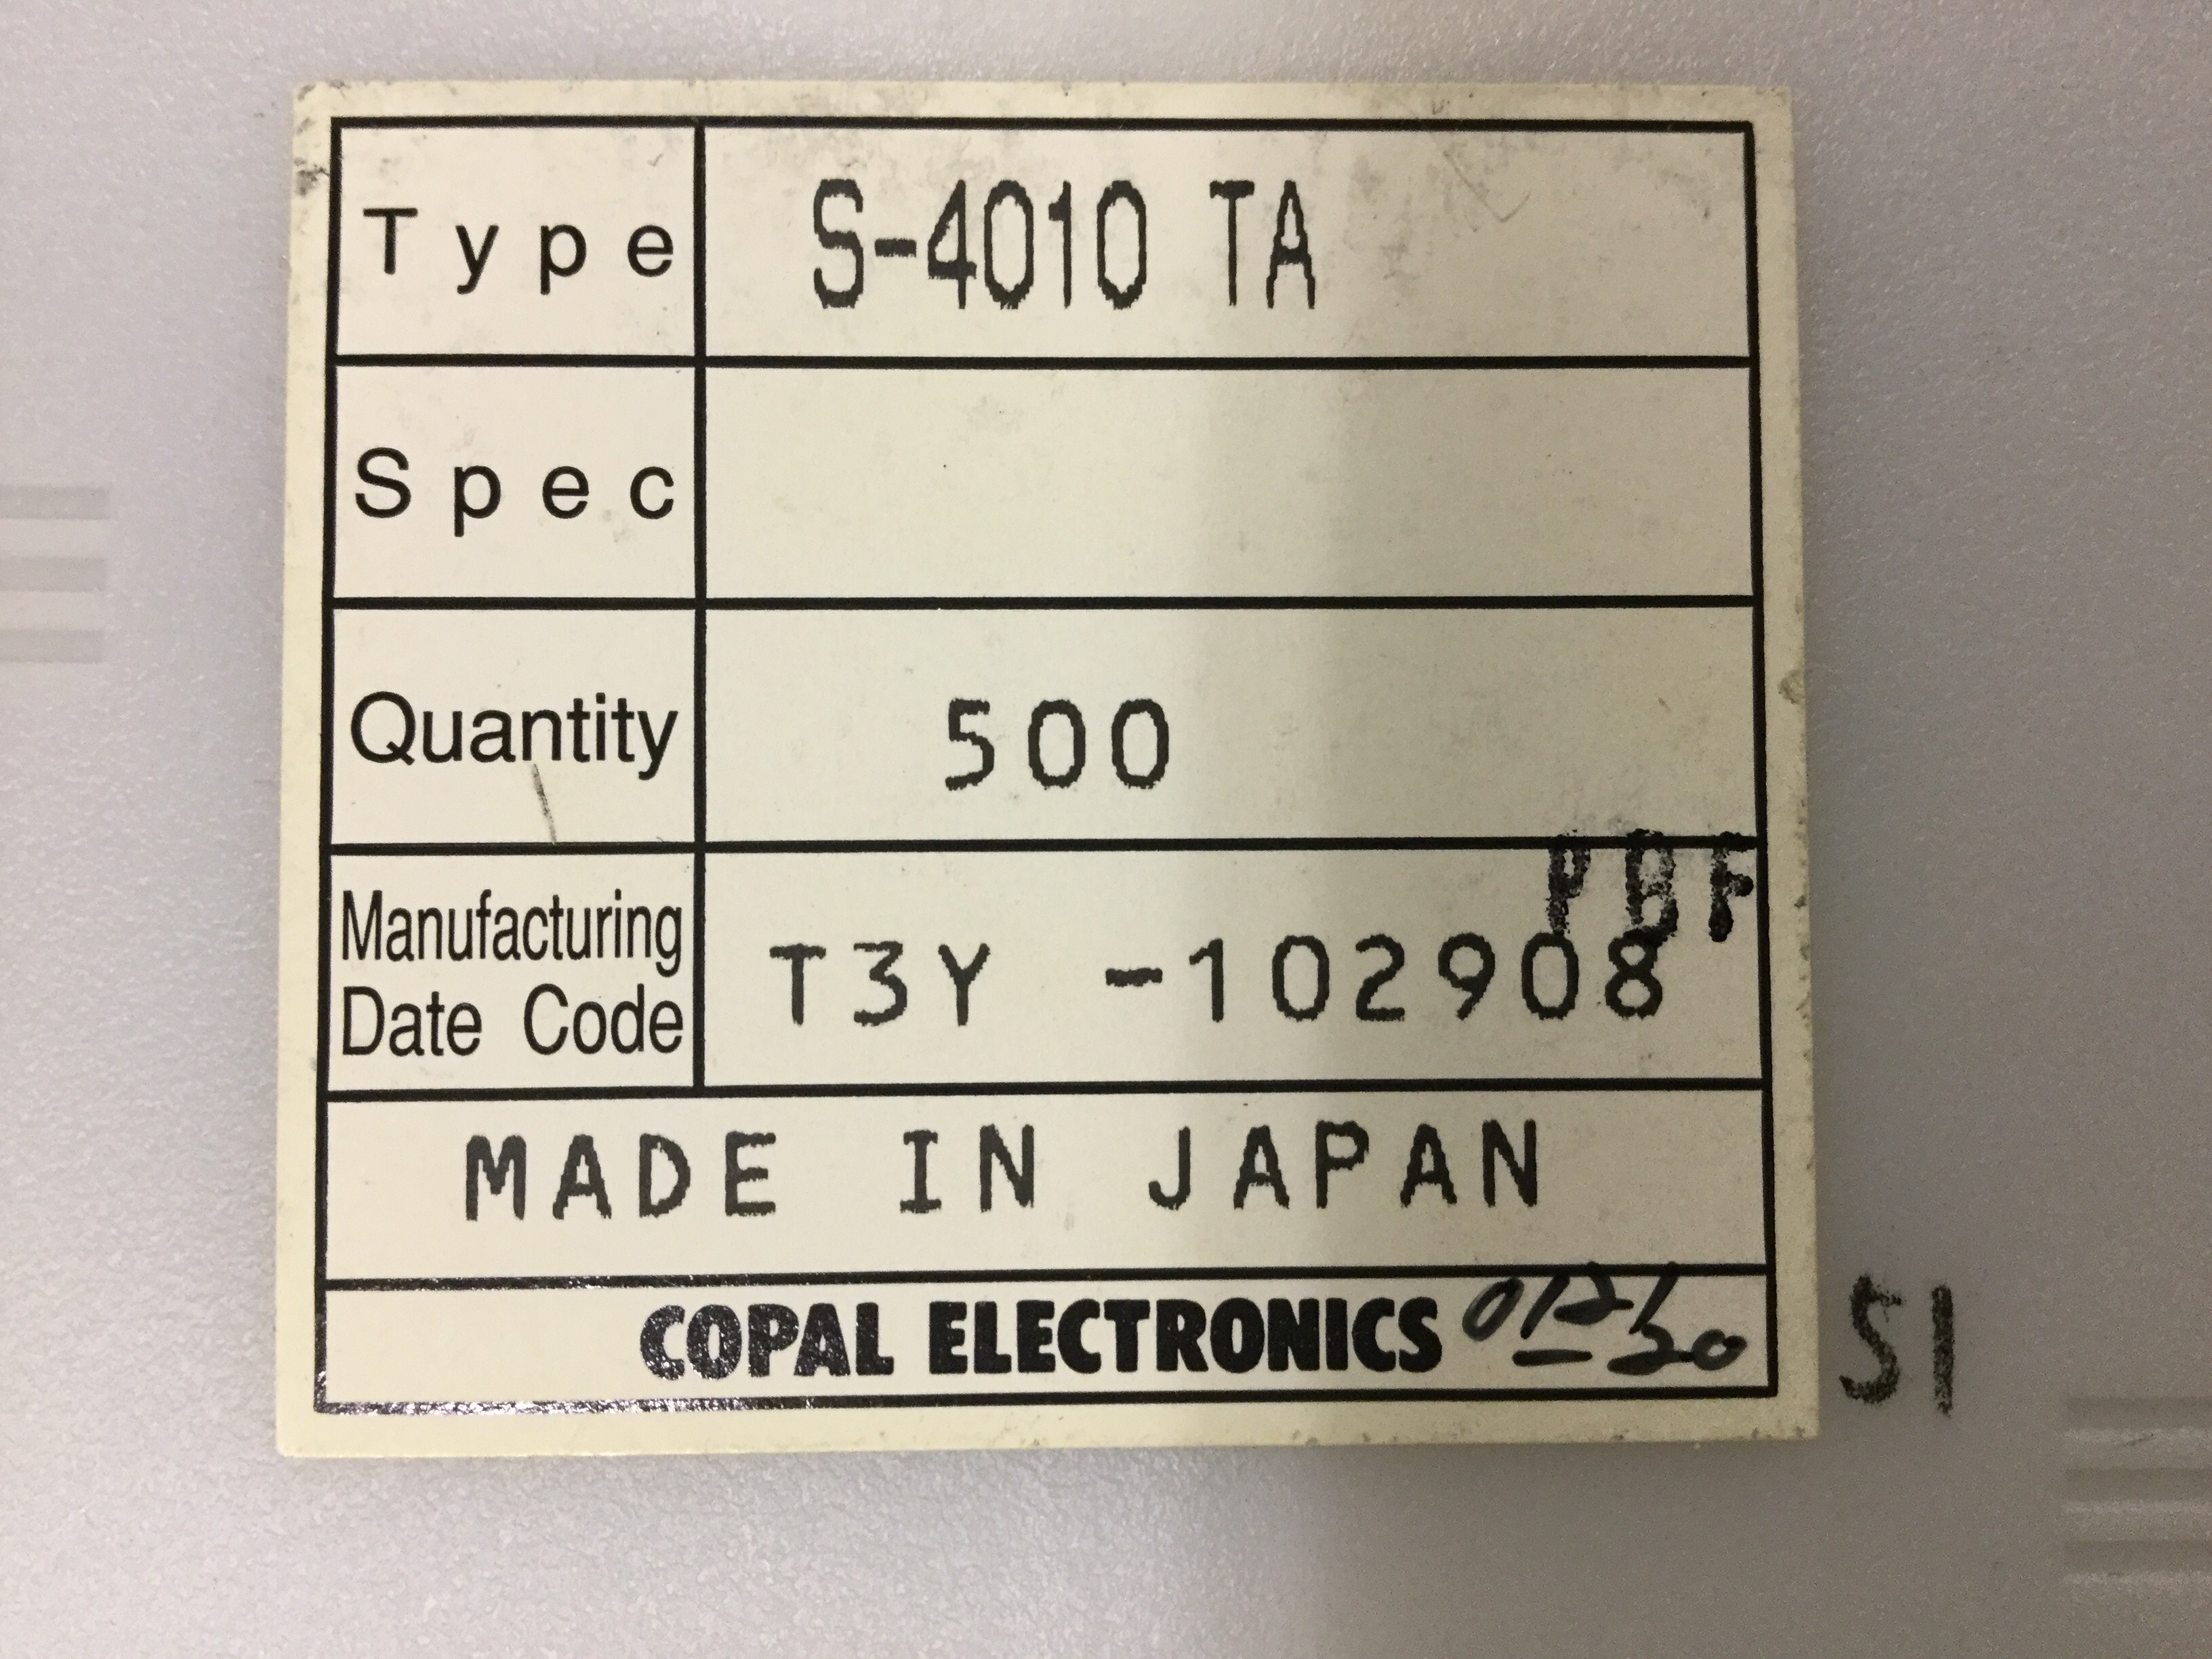 Type S-4010 TA
Spec
Quantity 500
PBF
Manufacturing
Date Code T3Y -102908
MADE IN JAPAN
COPAL ELECTRONICS
S1